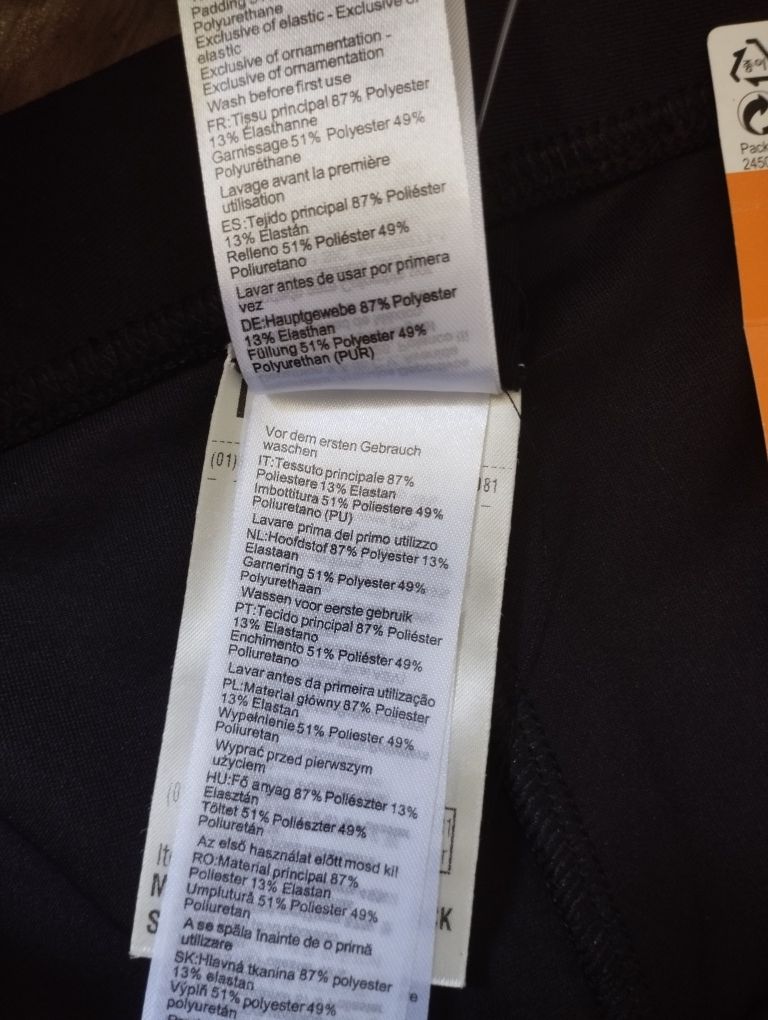 Padding
Polyurethane
Exclusive of elastic - Exclusive of
elastic
Exclusive of ornamentation -
Exclusive of ornamentation
Wash before first use
FR:Tissu principal 87% Polyester
13% Élasthanne
Garnissage 51% Polyester 49%
Polyuréthane
Lavage avant la première
utilisation
ES:Tejido principal 87% Poliéster
13% Elastán
Relleno 51% Poliéster 49%
Poliuretano
Lavar antes de usar por primera
vez
DE:Hauptgewebe 87% Polyester
13% Elasthan
Füllung 51% Polyester 49%
Polyurethan (PUR)
Vor dem ersten Gebrauch
waschen
IT:Tessuto principale 87%
Poliestere 13% Elastan
Imbottitura 51% Poliestere 49%
Poliuretano (PU)
Lavare prima del primo utilizzo
NL:Hoofdstof 87% Polyester 13%
Elastaan
Garnering 51% Polyester 49%
Polyurethaan
Wassen voor eerste gebruik
PT:Tecido principal 87% Poliéster
13% Elastano
Enchimento 51% Poliéster 49%
Poliuretano
Lavar antes da primeira utilização
PL:Materiał główny 87% Poliester
13% Elastan
Wypełnienie 51% Poliester 49%
Poliuretan
Wyprać przed pierwszym
użyciem
HU:Fő anyag 87% Poliészter 13%
Elasztán
Töltet 51% Poliészter 49%
Poliuretán
Az első használat előtt mosd ki!
RO:Material principal 87%
Poliester 13% Elastan
Umplutură 51% Poliester 49%
Poliuretan
A se spăla înainte de o primă
utilizare
SK:Hlavná tkanina 87% polyester
13% elastan
Výplň 51% polyester 49%
polyuretán
(01)
81
종이
Pack
2450